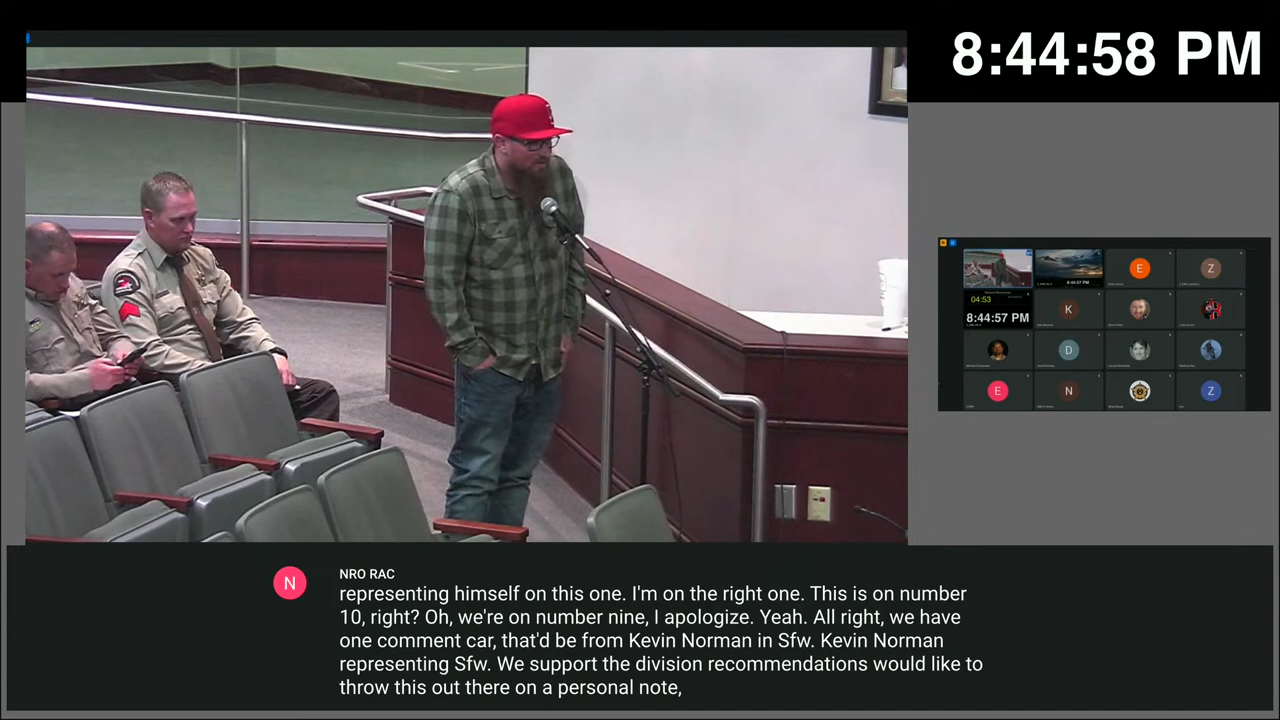 8:44:58 PM
E
Z
04:53
8:44:57 PM
K
D
E
N
Z
N
NRO RAC
representing himself on this one. I'm on the right one. This is on number
10, right? Oh, we're on number nine, I apologize. Yeah. All right, we have
one comment car, that'd be from Kevin Norman in Sfw. Kevin Norman
representing Sfw. We support the division recommendations would like to
throw this out there on a personal note,